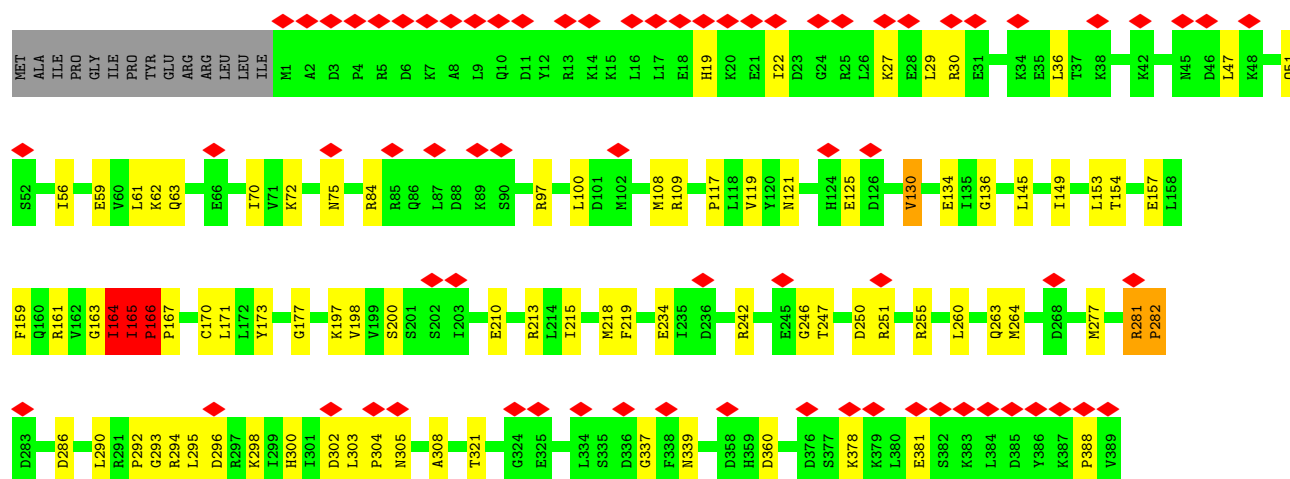 MET ALA ILE PRO GLY ILE PRO TYR GLU ARG ARG LEU LEU ILE M1 A2 D3 P4 R5 D6 K7 A8 L9 Q10 D11 Y12 R13 K14 K15 L16 L17 E18 H19 K20 E21 I22 D23 G24 R25 L26 K27 E28 L29 R30 E31 K34 E35 L36 T37 K38 K42 N45 D46 L47 K48 Q51
S52 I56 E59 V60 L61 K62 Q63 E66 I70 V71 K72 N75 R84 R85 Q86 L87 D88 K89 S90 R97 L100 D101 M102 M108 R109 P117 L118 V119 Y120 N121 H124 E125 D126 V130 E134 I135 G136 L145 I149 L153 T154 E157 L158
F159 Q160 R161 V162 G163 I164 I165 P166 P167 C170 L171 L172 Y173 G177 K197 V198 V199 S200 S201 S202 I203 E210 R213 L214 I215 M218 F219 E234 I235 D236 R242 E245 G246 T247 D250 R251 R255 L260 Q263 M264 D268 M277 R281 P282
D283 D286 L290 R291 P292 G293 R294 L295 D296 R297 K298 I299 H300 I301 D302 L303 P304 N305 A308 T321 G324 E325 L334 S335 D336 G337 F338 N339 D358 H359 D360 D376 S377 K378 K379 L380 E381 S382 K383 L384 D385 Y386 K387 P388 V389